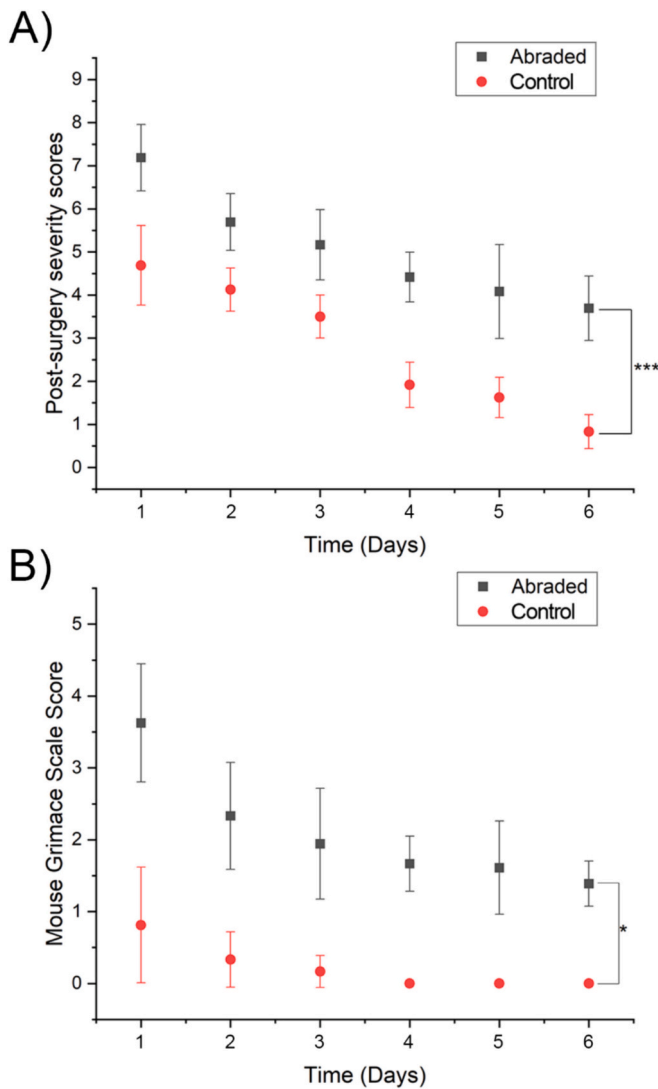 A)
Abraded
Control
Post-surgery severity scores
9
8
7
6
5
4
3
2
1
0
***
1 2 3 4 5 6
Time (Days)
B)
Abraded
Control
Mouse Grimace Scale Score
5
4
3
2
1
0
*
1 2 3 4 5 6
Time (Days)